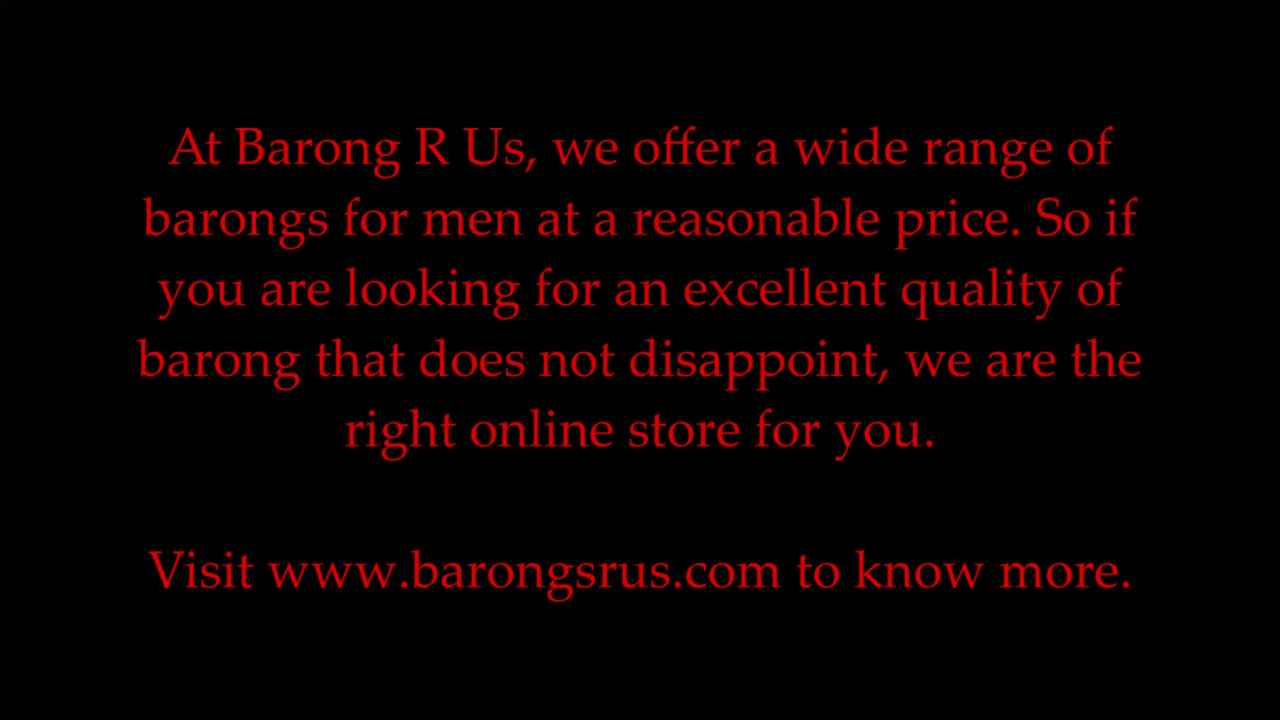 At Barong R Us, we offer a wide range of
barongs for men at a reasonable price. So if
you are looking for an excellent quality of
barong that does not disappoint, we are the
right online store for you.
Visit www.barongsrus.com to know more.